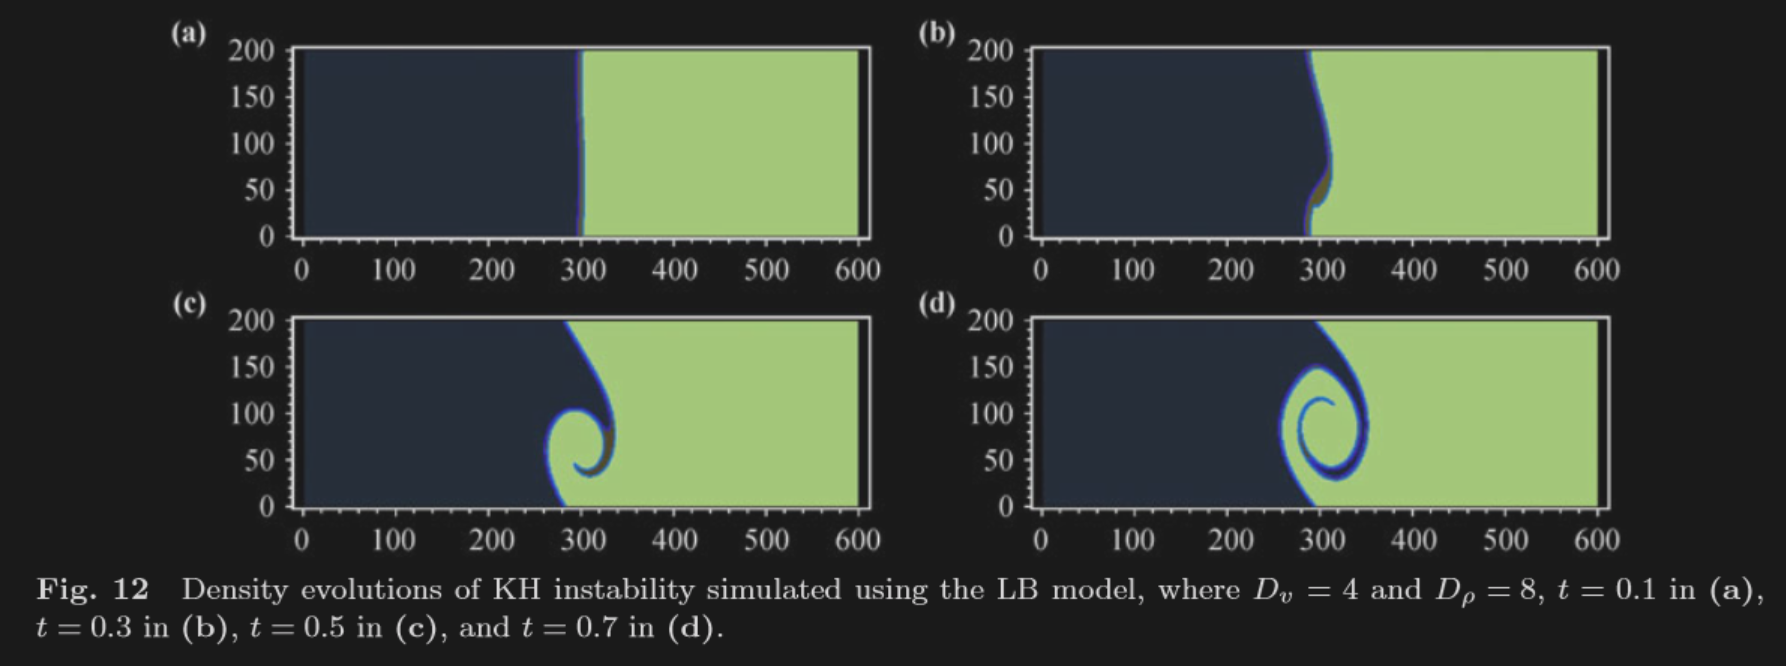 (a)
200
150
100
50
0
0 100 200 300 400 500 600
(b)
200
150
100
50
0
0 100 200 300 400 500 600
(c)
200
150
100
50
0
0 100 200 300 400 500 600
(d)
200
150
100
50
0
0 100 200 300 400 500 600
Fig. 12 Density evolutions of KH instability simulated using the LB model, where Dᵥ = 4 and Dᵨ = 8, t = 0.1 in (a),
t = 0.3 in (b), t = 0.5 in (c), and t = 0.7 in (d).